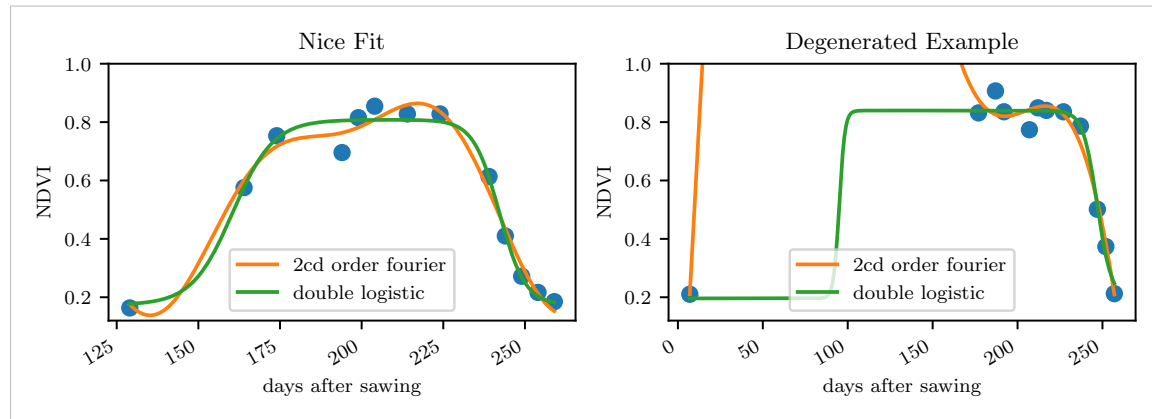 Nice Fit
1.0
0.8
0.6
0.4
0.2
NDVI
2cd order fourier
double logistic
125
150
175
200
225
250
days after sawing
Degenerated Example
1.0
0.8
0.6
0.4
0.2
NDVI
2cd order fourier
double logistic
0
50
100
150
200
250
days after sawing